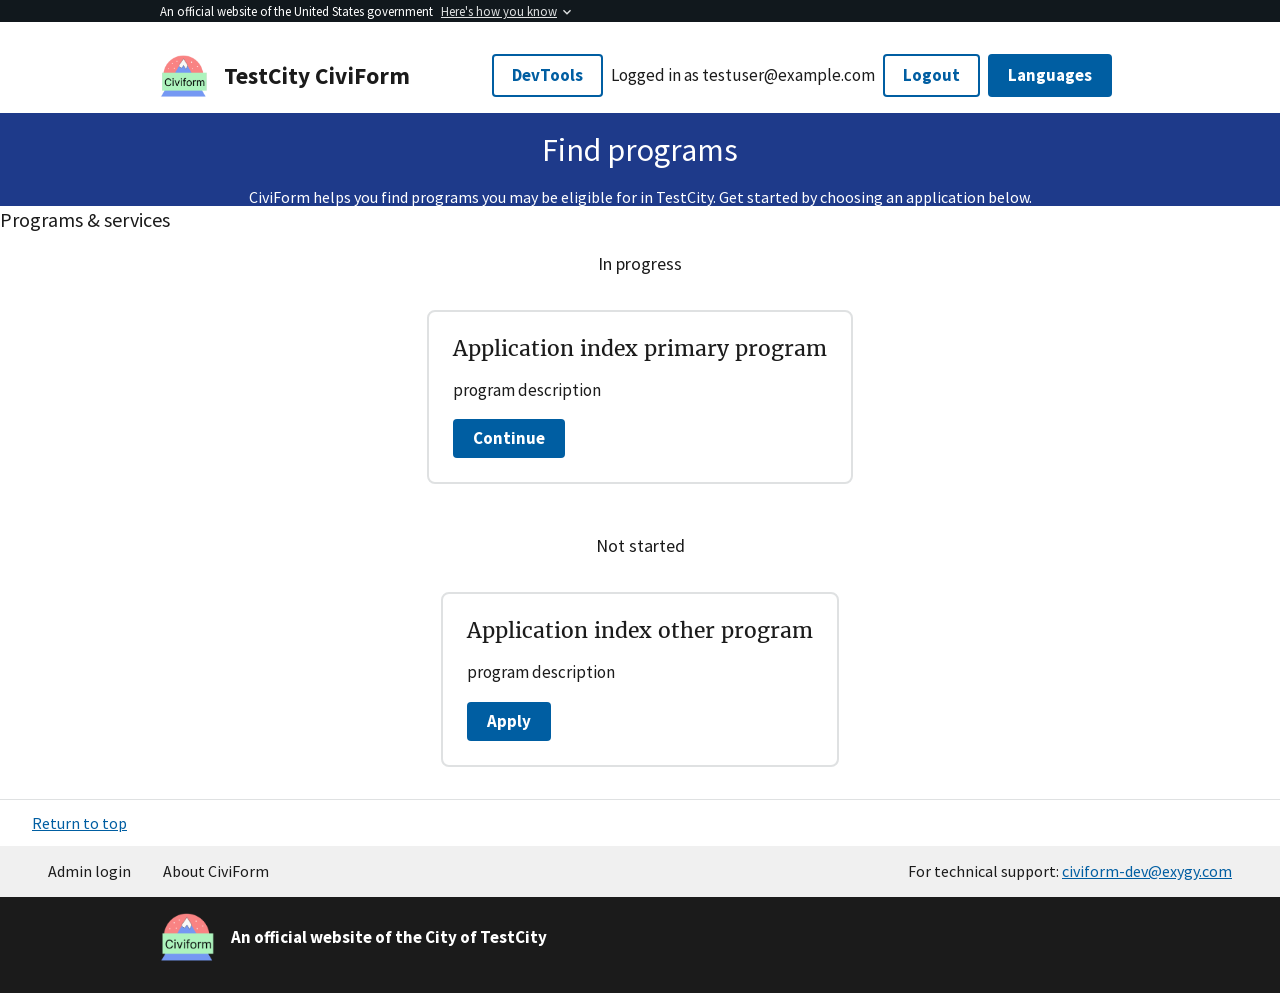 An official website of the United States government Here's how you know
Civiform
TestCity CiviForm
DevTools
Logged in as testuser@example.com
Logout
Languages
Find programs
CiviForm helps you find programs you may be eligible for in TestCity. Get started by choosing an application below.
Programs & services
In progress
Application index primary program
program description
Continue
Not started
Application index other program
program description
Apply
Return to top
Admin login
About CiviForm
For technical support: civiform-dev@exygy.com
Civiform
An official website of the City of TestCity